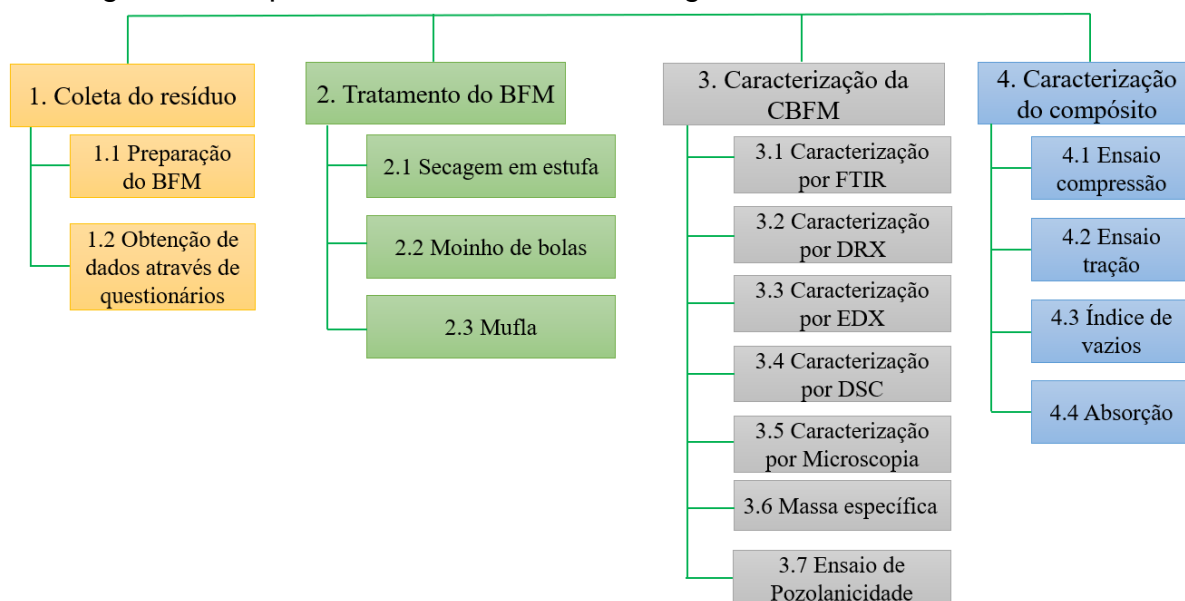 1. Coleta do resíduo
1.1 Preparação
do BFM
1.2 Obtenção de
dados através de
questionários
2. Tratamento do BFM
2.1 Secagem em estufa
2.2 Moinho de bolas
2.3 Mufla
3. Caracterização da
CBFM
3.1 Caracterização
por FTIR
3.2 Caracterização
por DRX
3.3 Caracterização
por EDX
3.4 Caracterização
por DSC
3.5 Caracterização
por Microscopia
3.6 Massa específica
3.7 Ensaio de
Pozolanicidade
4. Caracterização
do compósito
4.1 Ensaio
compressão
4.2 Ensaio
tração
4.3 Índice de
vazios
4.4 Absorção